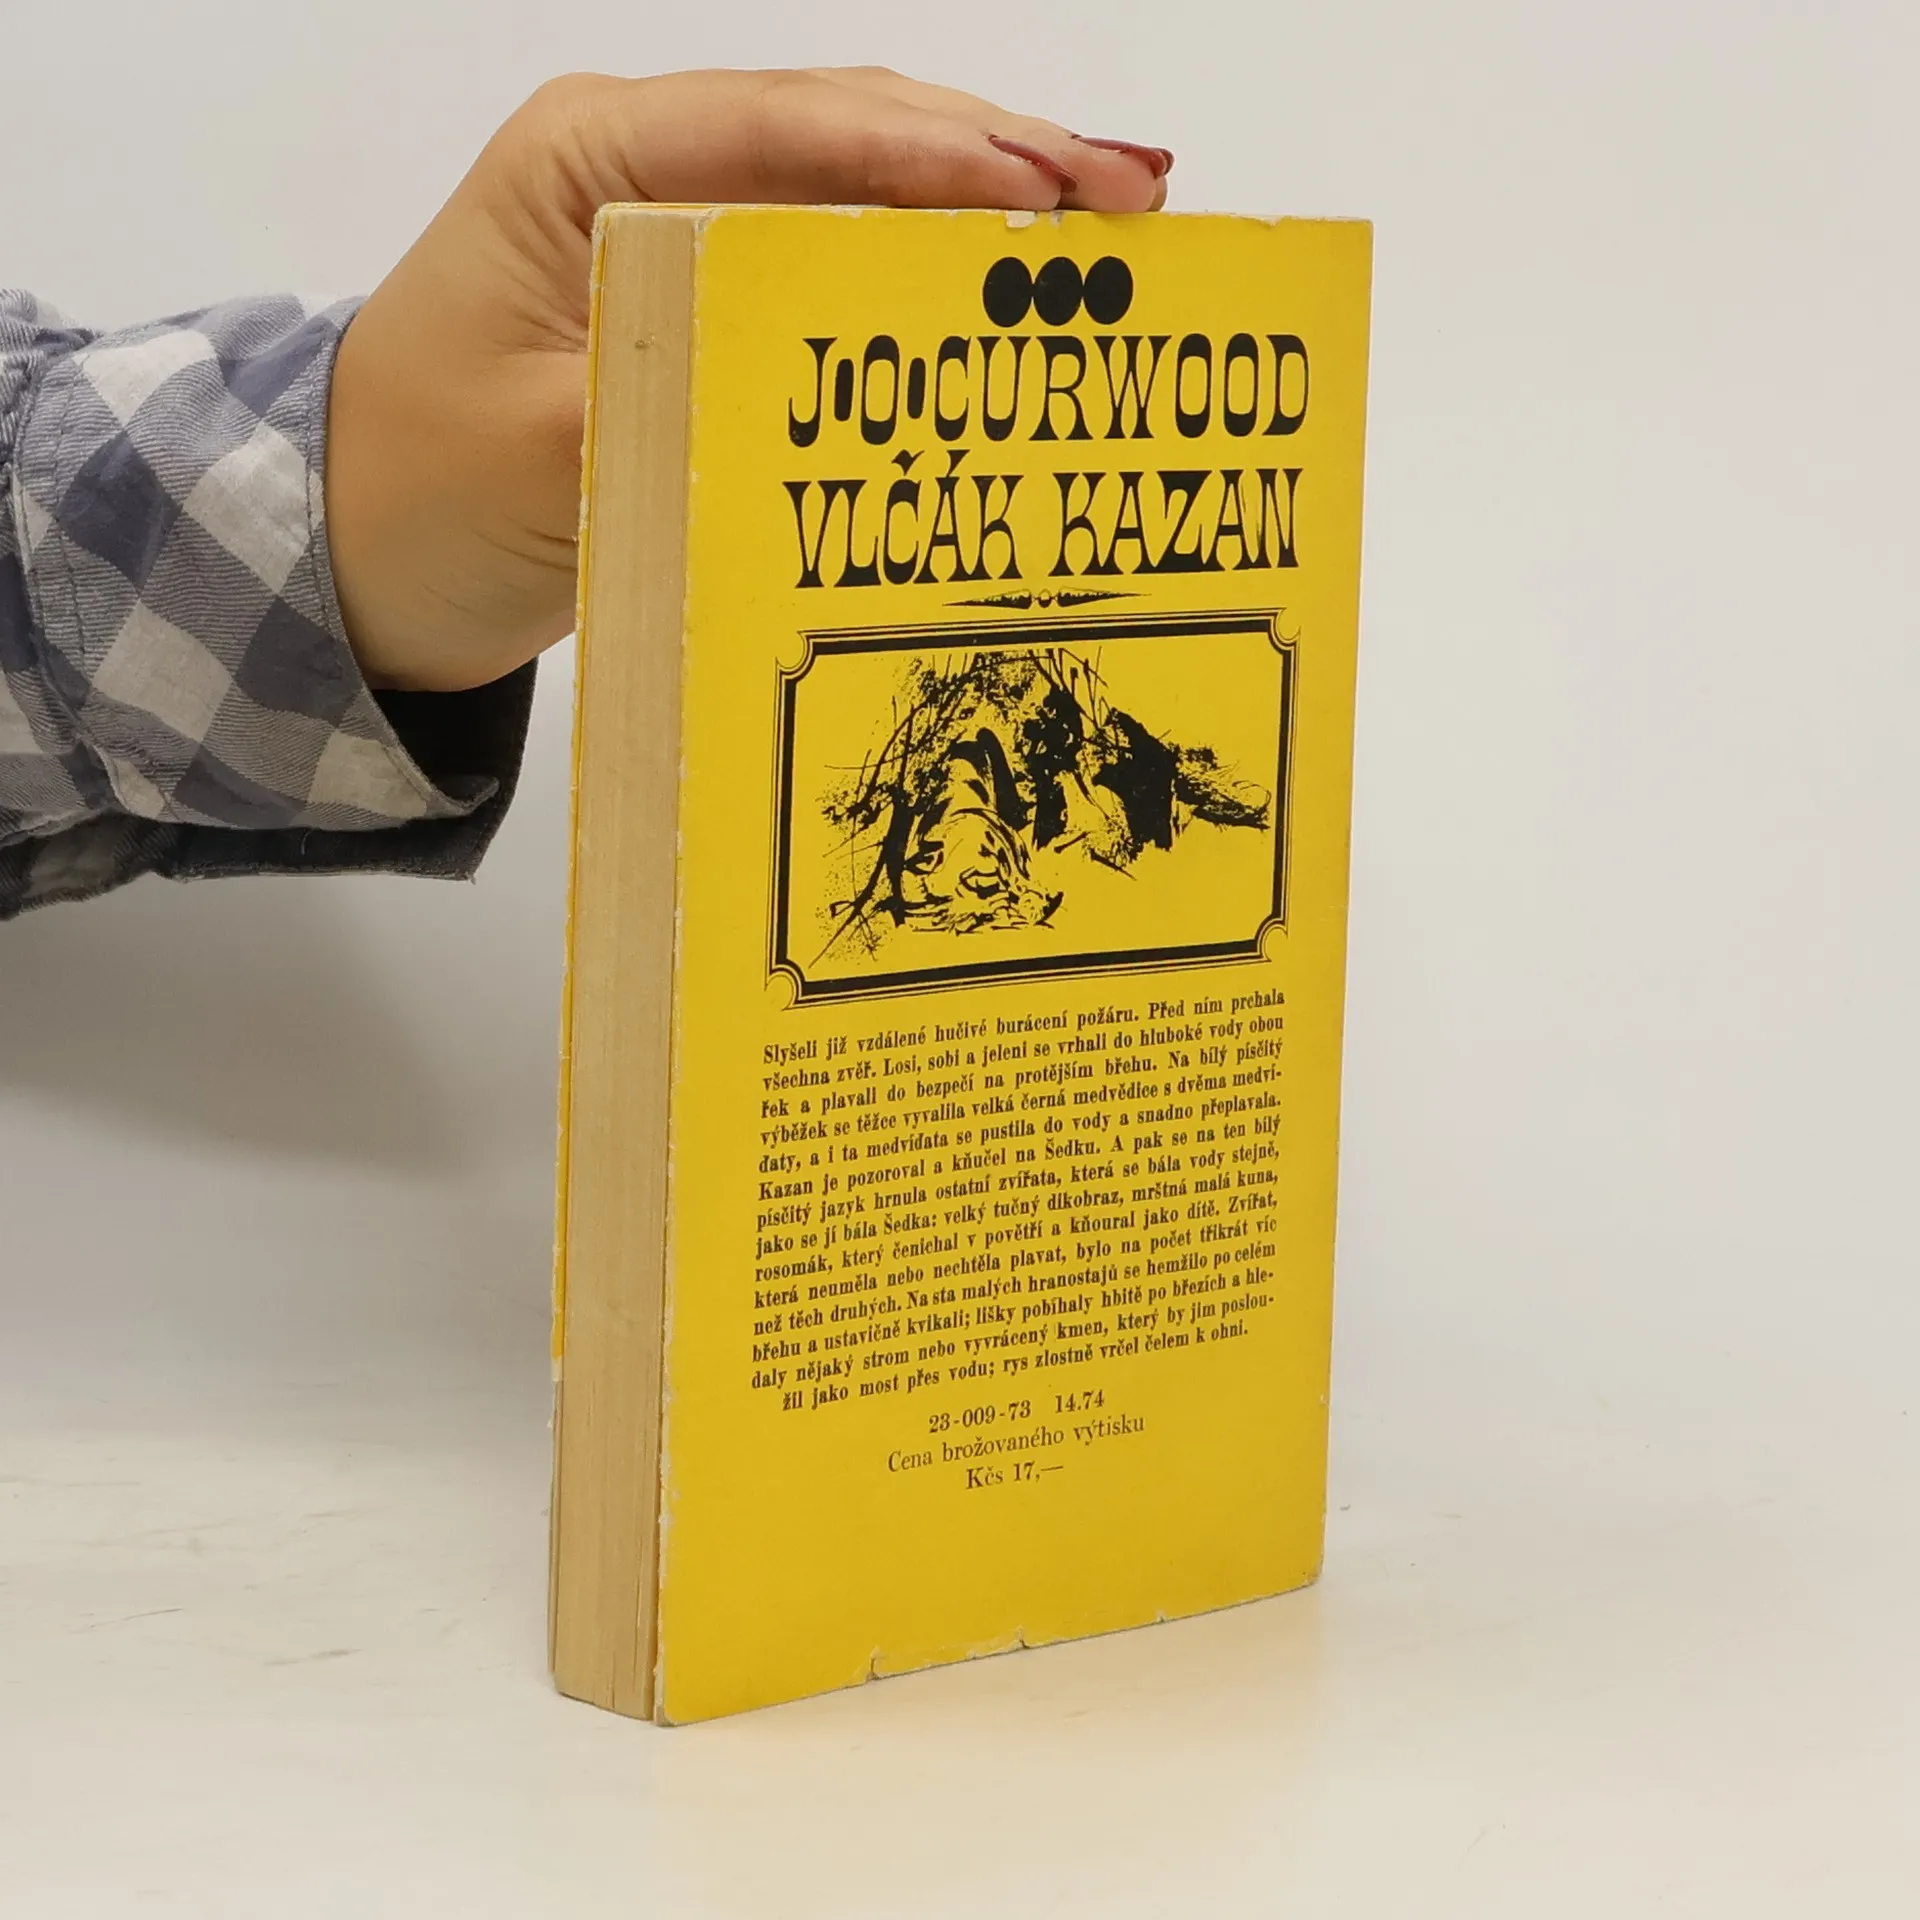 J·O·CURWOOD
VLČÁK KAZAN
Slyšeli již vzdálené hučivé burácení požáru. Před ním prchala
všechna zvěř. Losi, sobi a jeleni se vrhali do hluboké vody obou
řek a plavali do bezpečí na protějším břehu. Na bílý písčitý
výběžek se těžce vyvalila velká černá medvědice s dvěma medví-
ďaty, a i ta medvíďata se pustila do vody a snadno přeplavala.
Kazan je pozoroval a kňučel na Šedku. A pak se na ten bílý
písčitý jazyk hrnula ostatní zvířata, která se bála vody stejně,
jako se jí bála Šedka: velký tučný dikobraz, mrštná malá kuna,
rosomák, který čenichal v povětří a kňoural jako dítě. Zvířat,
která neuměla nebo nechtěla plavat, bylo na počet třikrát víc
než těch druhých. Na sta malých hranostajů se hemžilo po celém
břehu a ustavičně kvikali; lišky pobíhaly hbitě po březích a hle-
daly nějaký strom nebo vyvrácený kmen, který by jim poslou-
žil jako most přes vodu; rys zlostně vrčel čelem k ohni.
23-009-73 14.74
Cena brožovaného výtisku
Kčs 17,—